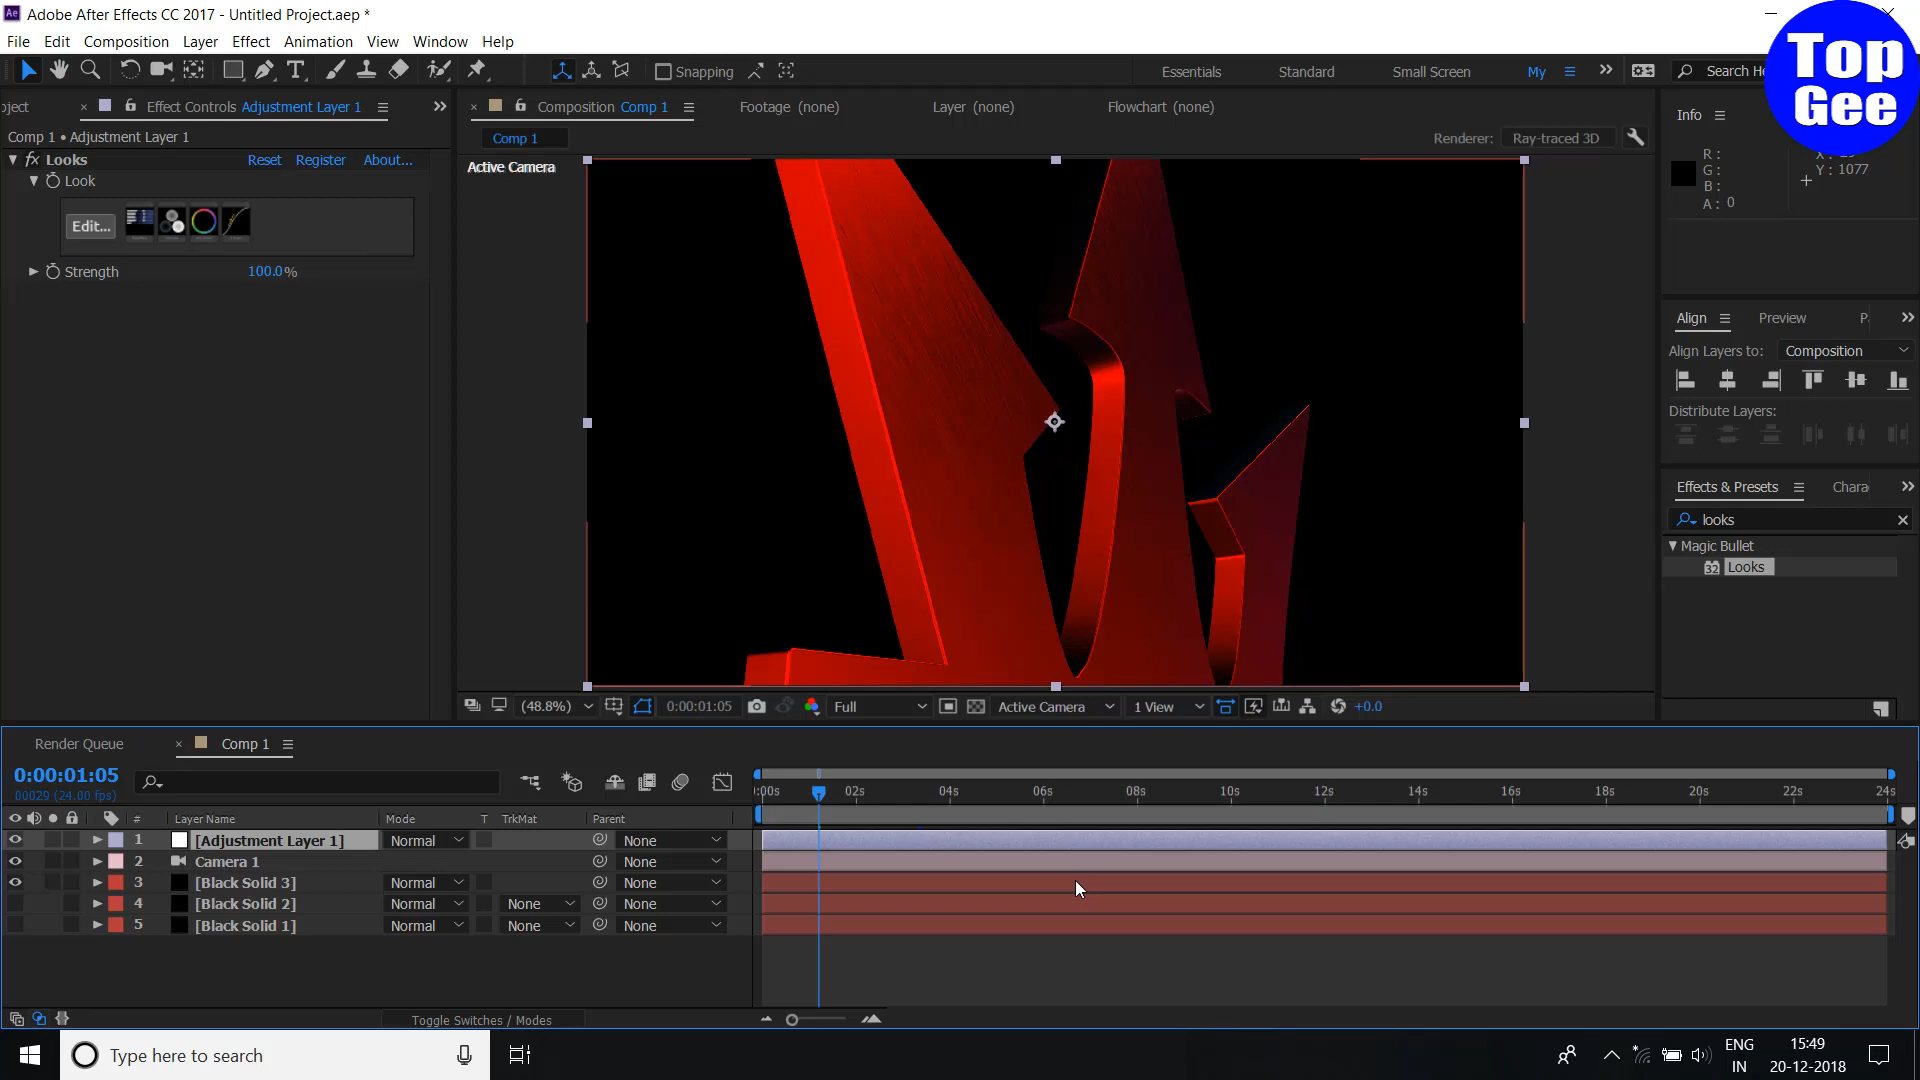 Ae Adobe After Effects CC 2017 - Untitled Project.aep *
File Edit Composition Layer Effect Animation View Window Help
Snapping
Essentials Standard Small Screen My
Search He
Top
Gee
oject Effect Controls Adjustment Layer 1
Comp 1 • Adjustment Layer 1
fx Looks Reset Register About...
Look
Edit...
Strength 100.0%
Composition Comp 1 Footage (none) Layer (none) Flowchart (none)
Comp 1
Renderer: Ray-traced 3D
Active Camera
(48.8%) 0:00:01:05 Full Active Camera 1 View +0.0
Info
R :
G :
B :
A : 0
Y : 1077
Align Preview
Align Layers to: Composition
Distribute Layers:
Effects & Presets Chara
looks
Magic Bullet
32 Looks
Render Queue Comp 1
0:00:01:05
00029 (24.00 fps)
:00s 02s 04s 06s 08s 10s 12s 14s 16s 18s 20s 22s 24s
# Layer Name Mode T TrkMat Parent
1 [Adjustment Layer 1] Normal None
2 Camera 1 None
3 [Black Solid 3] Normal None
4 [Black Solid 2] Normal None None
5 [Black Solid 1] Normal None None
Toggle Switches / Modes
Type here to search
ENG
IN
15:49
20-12-2018